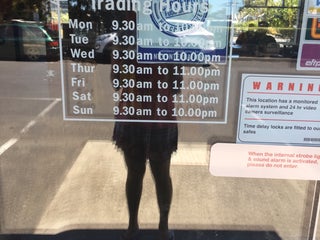 Trading Hours
Mon 9.30am to 10.00pm
Tue 9.30am to 10.00pm
Wed 9.30am to 10.00pm
Thur 9.30am to 11.00pm
Fri 9.30am to 11.00pm
Sat 9.30am to 11.00pm
Sun 9.30am to 10.00pm
eftp
WARNING
This location has a monitored
alarm system and 24 hr video
camera surveillance
Time delay locks are fitted to our
safes
When the internal strobe lig
& sound alarm is activated,
please do not enter.